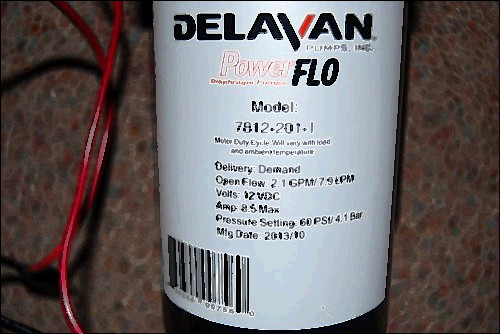 DELAVAN
PUMPS, INC.
Power FLO
Diaphragm Pumps
Model:
7812-201-I
Motor Duty Cycle Will vary with load
and ambient temperature
Delivery: Demand
Open Flow: 2.1 GPM/ 7.9 LPM
Volts: 12 VDC
Amp: 8.5 Max
Pressure Setting: 60 PSI/ 4.1 Bar
Mfg Date: 2013/10